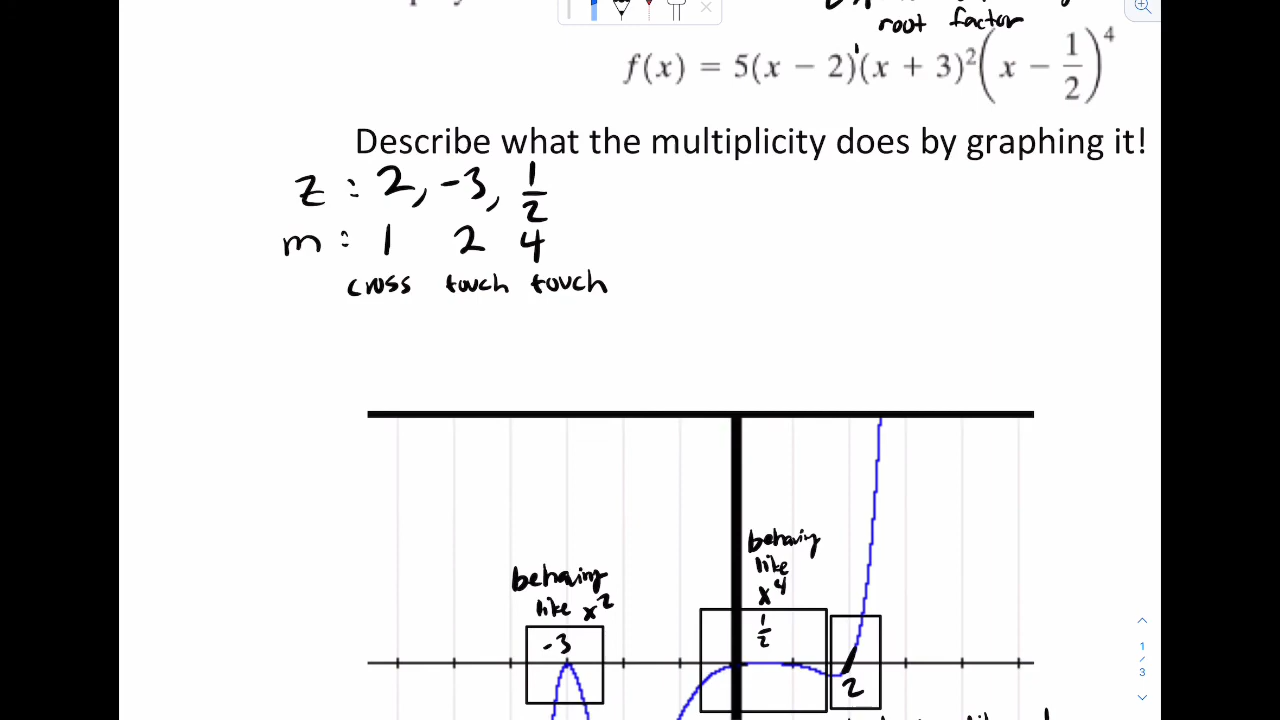 root factor
f(x) = 5(x − 2)¹(x + 3)²(x − 1/2)⁴
Describe what the multiplicity does by graphing it!
z : 2, -3, 1/2
m : 1 2 4
cross touch touch
behaving
like
x⁴
behaving
like x²
1/2
-3
2
1
/
3